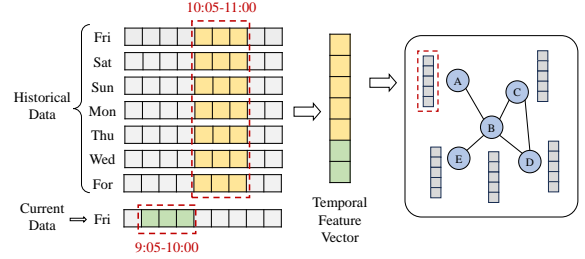 10:05-11:00
Fri
Sat
Sun
Historical
Data
Mon
Thu
Wed
For
Current
Data
Fri
9:05-10:00
Temporal
Feature
Vector
A
C
B
E
D